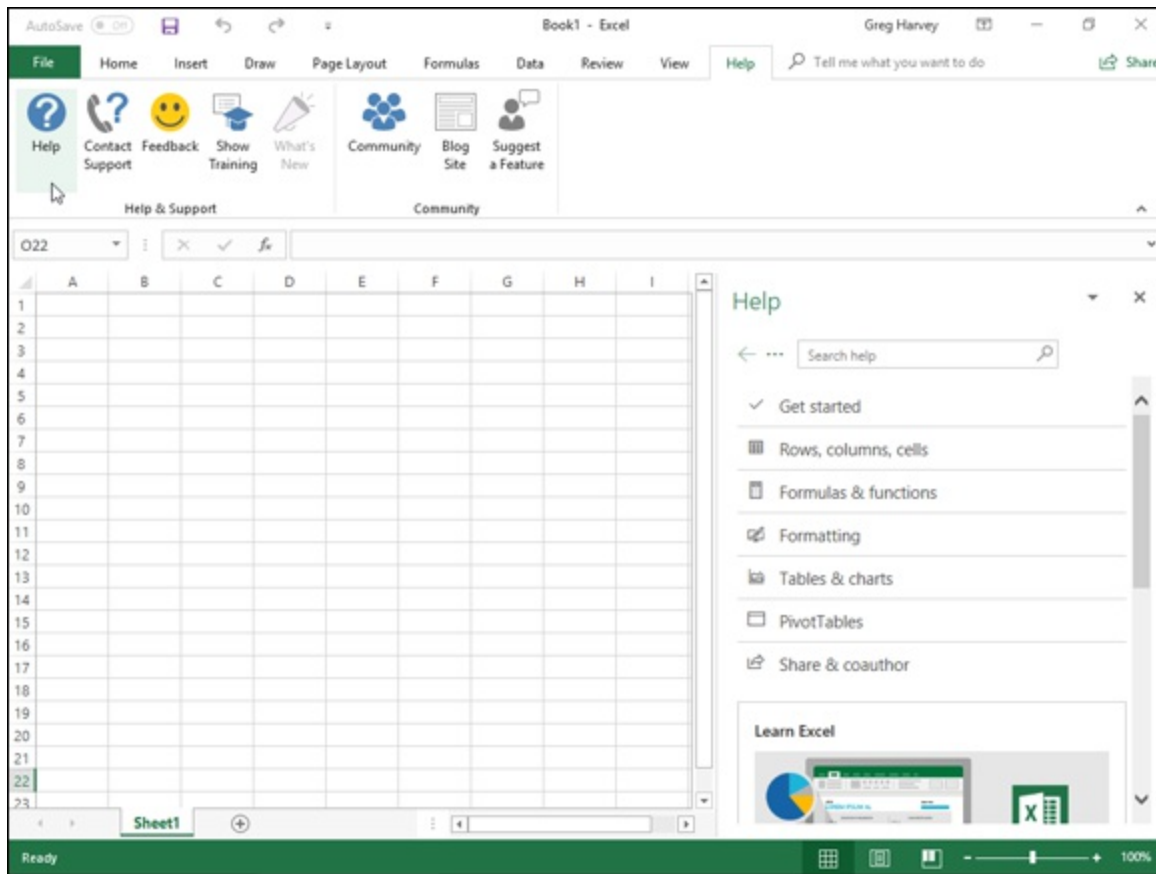 AutoSave Off Book1 - Excel Greg Harvey
File Home Insert Draw Page Layout Formulas Data Review View Help Tell me what you want to do Share
Help Contact Support Feedback Show Training What's New Community Blog Site Suggest a Feature
Help & Support Community
O22 fx
A B C D E F G H I
1
2
3
4
5
6
7
8
9
10
11
12
13
14
15
16
17
18
19
20
21
22
23
Help
Search help
Get started
Rows, columns, cells
Formulas & functions
Formatting
Tables & charts
PivotTables
Share & coauthor
Learn Excel
Sheet1
Ready 100%